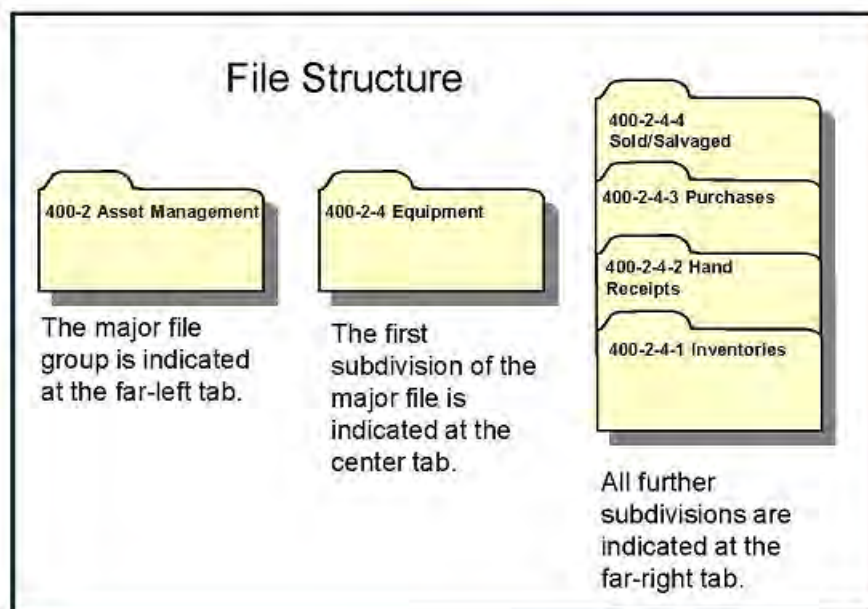 File Structure
400-2 Asset Management
The major file
group is indicated
at the far-left tab.
400-2-4 Equipment
The first
subdivision of the
major file is
indicated at the
center tab.
400-2-4-4
Sold/Salvaged
400-2-4-3 Purchases
400-2-4-2 Hand
Receipts
400-2-4-1 Inventories
All further
subdivisions are
indicated at the
far-right tab.